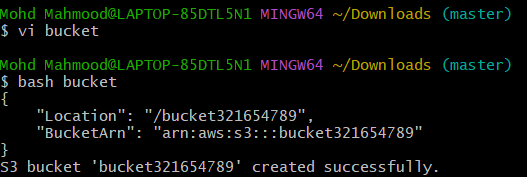 Mohd Mahmood@LAPTOP-85DTL5N1 MINGW64 ~/Downloads (master)
$ vi bucket
Mohd Mahmood@LAPTOP-85DTL5N1 MINGW64 ~/Downloads (master)
$ bash bucket
{
    "Location": "/bucket321654789",
    "BucketArn": "arn:aws:s3:::bucket321654789"
}
S3 bucket 'bucket321654789' created successfully.